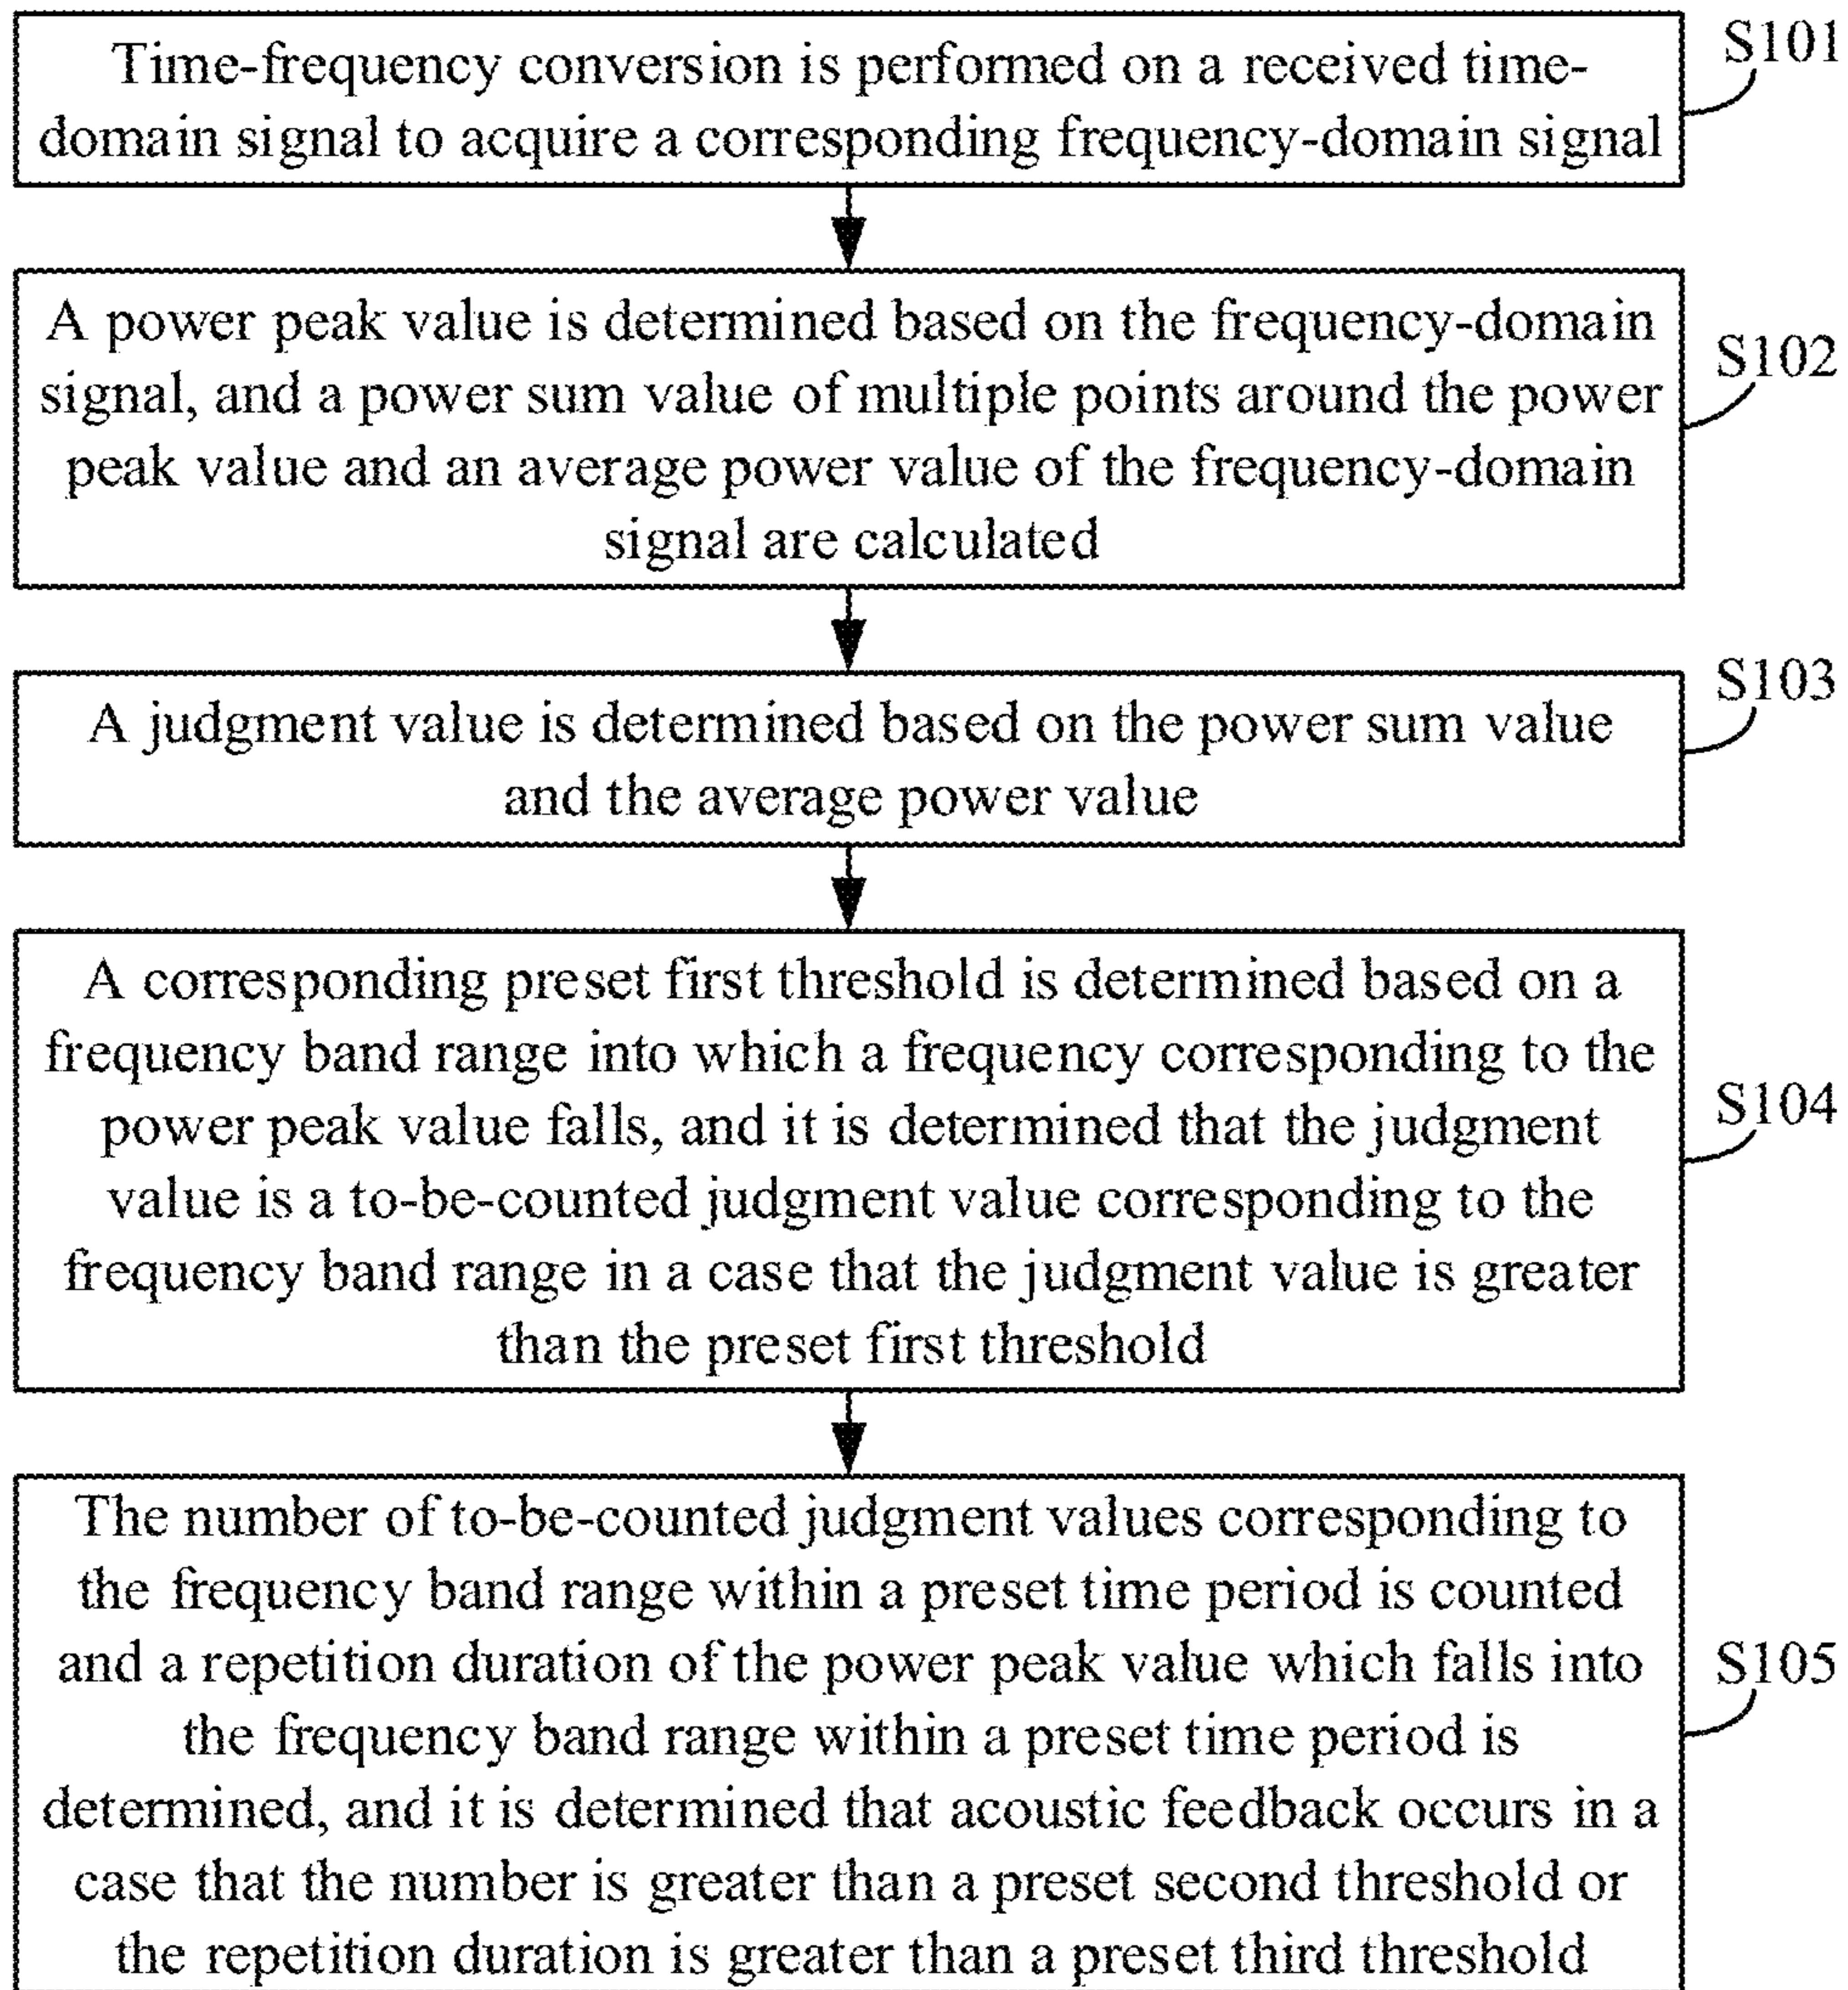 Time-frequency conversion is performed on a received time-
domain signal to acquire a corresponding frequency-domain signal
S101
A power peak value is determined based on the frequency-domain
signal, and a power sum value of multiple points around the power
peak value and an average power value of the frequency-domain
signal are calculated
S102
A judgment value is determined based on the power sum value
and the average power value
S103
A corresponding preset first threshold is determined based on a
frequency band range into which a frequency corresponding to the
power peak value falls, and it is determined that the judgment
value is a to-be-counted judgment value corresponding to the
frequency band range in a case that the judgment value is greater
than the preset first threshold
S104
The number of to-be-counted judgment values corresponding to
the frequency band range within a preset time period is counted
and a repetition duration of the power peak value which falls into
the frequency band range within a preset time period is
determined, and it is determined that acoustic feedback occurs in a
case that the number is greater than a preset second threshold or
the repetition duration is greater than a preset third threshold
S105